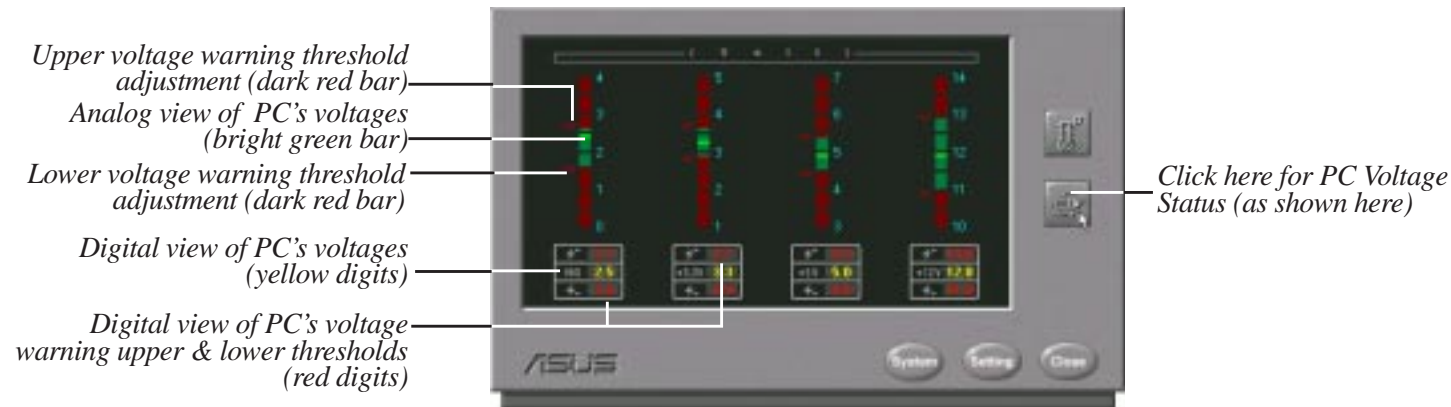 Upper voltage warning threshold
adjustment (dark red bar)
Analog view of PC’s voltages
(bright green bar)
Lower voltage warning threshold
adjustment (dark red bar)
Digital view of PC’s voltages
(yellow digits)
Digital view of PC’s voltage
warning upper & lower thresholds
(red digits)
4
3
2
1
0
5
4
3
2
1
7
6
5
4
3
14
13
12
11
10
2.5
+5V 5.0
+12V 12.0
ASUS
System
Setting
Close
Click here for PC Voltage
Status (as shown here)